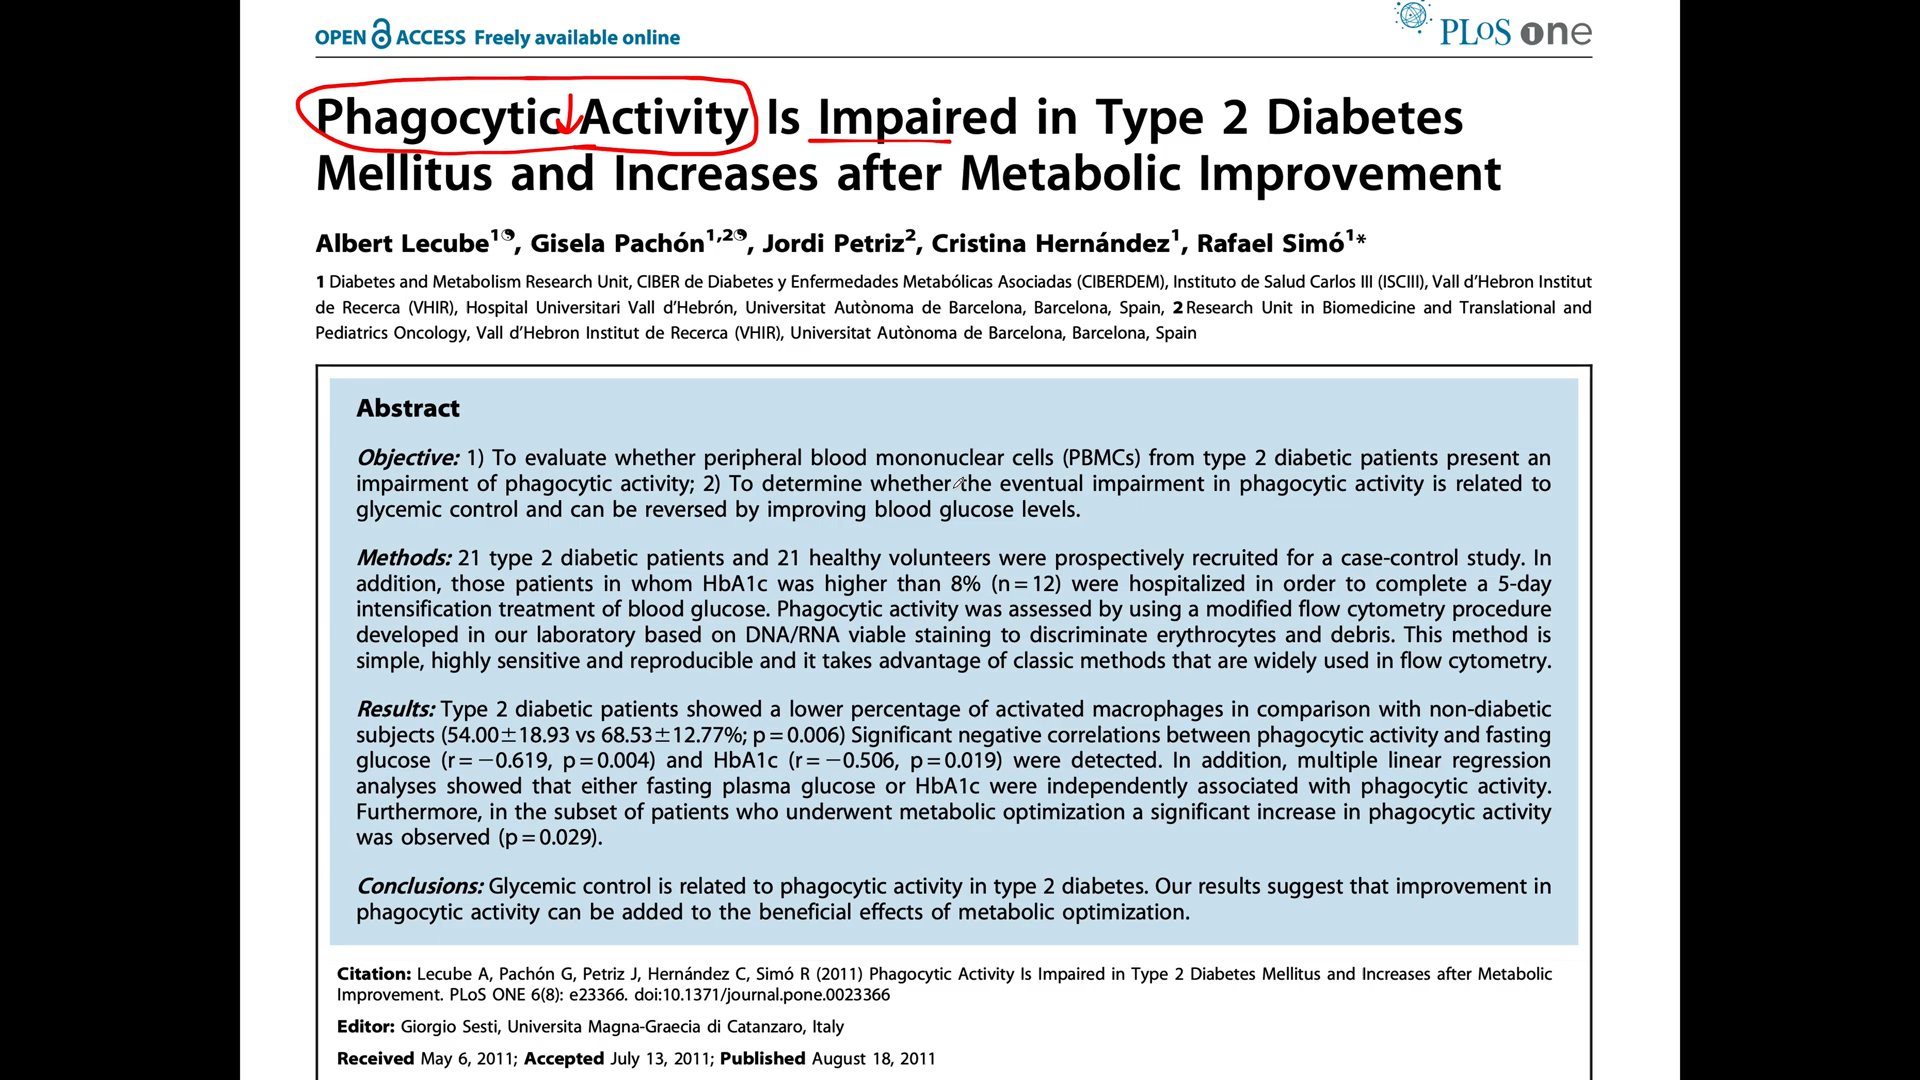 OPEN ACCESS Freely available online
PLoS one
Phagocytic Activity Is Impaired in Type 2 Diabetes
Mellitus and Increases after Metabolic Improvement
Albert Lecube1☯, Gisela Pachón1,2☯, Jordi Petriz2, Cristina Hernández1, Rafael Simó1*
1 Diabetes and Metabolism Research Unit, CIBER de Diabetes y Enfermedades Metabólicas Asociadas (CIBERDEM), Instituto de Salud Carlos III (ISCIII), Vall d’Hebron Institut
de Recerca (VHIR), Hospital Universitari Vall d’Hebrón, Universitat Autònoma de Barcelona, Barcelona, Spain, 2 Research Unit in Biomedicine and Translational and
Pediatrics Oncology, Vall d’Hebron Institut de Recerca (VHIR), Universitat Autònoma de Barcelona, Barcelona, Spain
Abstract
Objective: 1) To evaluate whether peripheral blood mononuclear cells (PBMCs) from type 2 diabetic patients present an
impairment of phagocytic activity; 2) To determine whether the eventual impairment in phagocytic activity is related to
glycemic control and can be reversed by improving blood glucose levels.
Methods: 21 type 2 diabetic patients and 21 healthy volunteers were prospectively recruited for a case-control study. In
addition, those patients in whom HbA1c was higher than 8% (n = 12) were hospitalized in order to complete a 5-day
intensification treatment of blood glucose. Phagocytic activity was assessed by using a modified flow cytometry procedure
developed in our laboratory based on DNA/RNA viable staining to discriminate erythrocytes and debris. This method is
simple, highly sensitive and reproducible and it takes advantage of classic methods that are widely used in flow cytometry.
Results: Type 2 diabetic patients showed a lower percentage of activated macrophages in comparison with non-diabetic
subjects (54.00±18.93 vs 68.53±12.77%; p = 0.006) Significant negative correlations between phagocytic activity and fasting
glucose (r = −0.619, p = 0.004) and HbA1c (r = −0.506, p = 0.019) were detected. In addition, multiple linear regression
analyses showed that either fasting plasma glucose or HbA1c were independently associated with phagocytic activity.
Furthermore, in the subset of patients who underwent metabolic optimization a significant increase in phagocytic activity
was observed (p = 0.029).
Conclusions: Glycemic control is related to phagocytic activity in type 2 diabetes. Our results suggest that improvement in
phagocytic activity can be added to the beneficial effects of metabolic optimization.
Citation: Lecube A, Pachón G, Petriz J, Hernández C, Simó R (2011) Phagocytic Activity Is Impaired in Type 2 Diabetes Mellitus and Increases after Metabolic
Improvement. PLoS ONE 6(8): e23366. doi:10.1371/journal.pone.0023366
Editor: Giorgio Sesti, Universita Magna-Graecia di Catanzaro, Italy
Received May 6, 2011; Accepted July 13, 2011; Published August 18, 2011